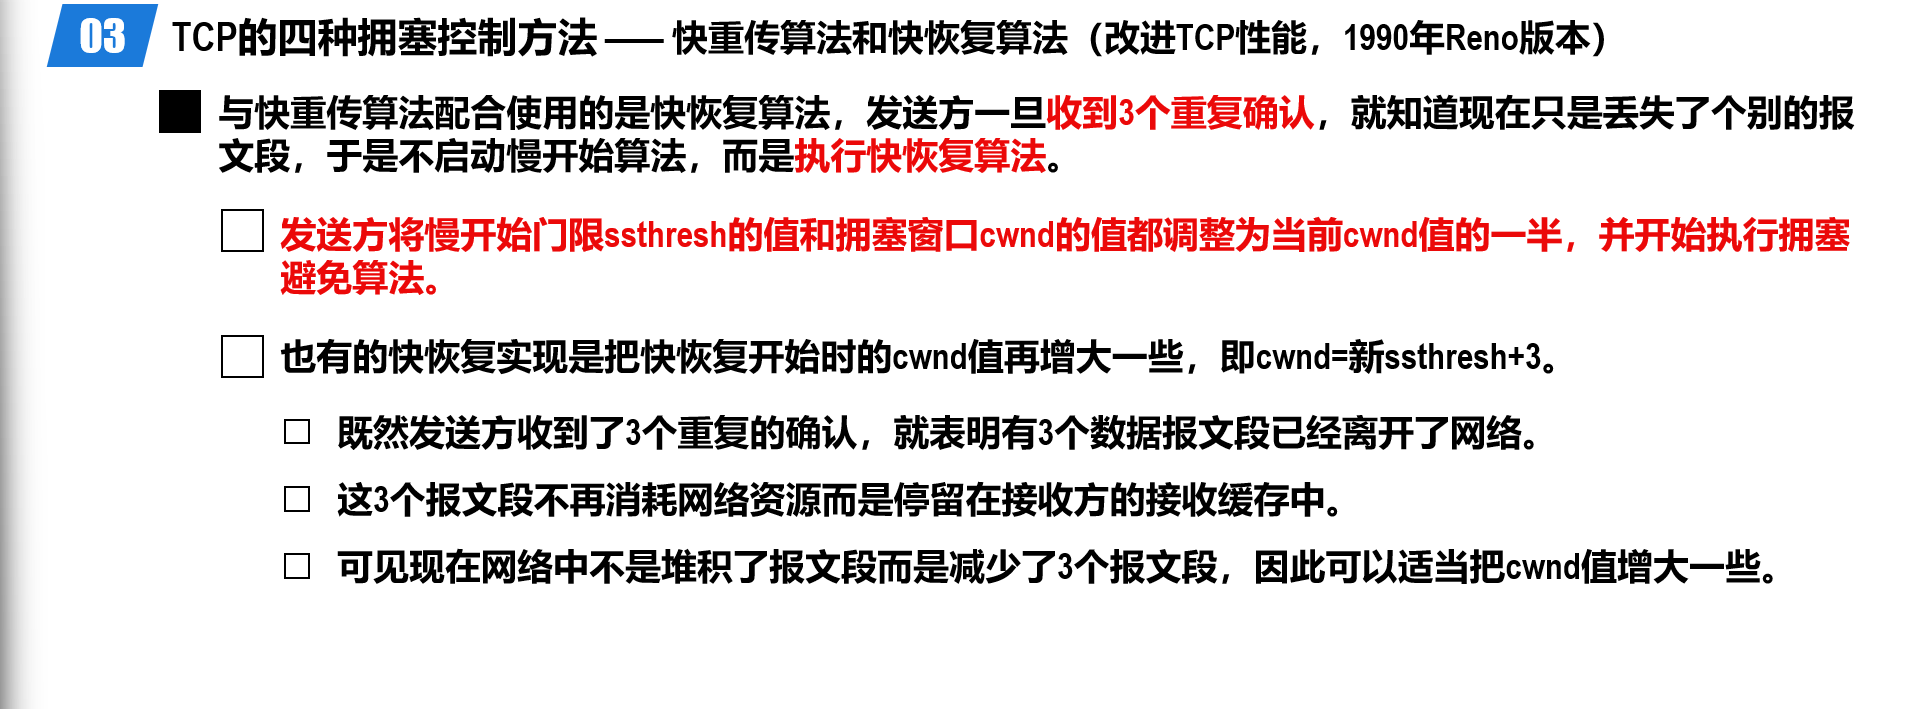 03 TCP的四种拥塞控制方法 —— 快重传算法和快恢复算法（改进TCP性能，1990年Reno版本）
与快重传算法配合使用的是快恢复算法，发送方一旦收到3个重复确认，就知道现在只是丢失了个别的报
文段，于是不启动慢开始算法，而是执行快恢复算法。
发送方将慢开始门限ssthresh的值和拥塞窗口cwnd的值都调整为当前cwnd值的一半，并开始执行拥塞
避免算法。
也有的快恢复实现是把快恢复开始时的cwnd值再增大一些，即cwnd=新ssthresh+3。
既然发送方收到了3个重复的确认，就表明有3个数据报文段已经离开了网络。
这3个报文段不再消耗网络资源而是停留在接收方的接收缓存中。
可见现在网络中不是堆积了报文段而是减少了3个报文段，因此可以适当把cwnd值增大一些。